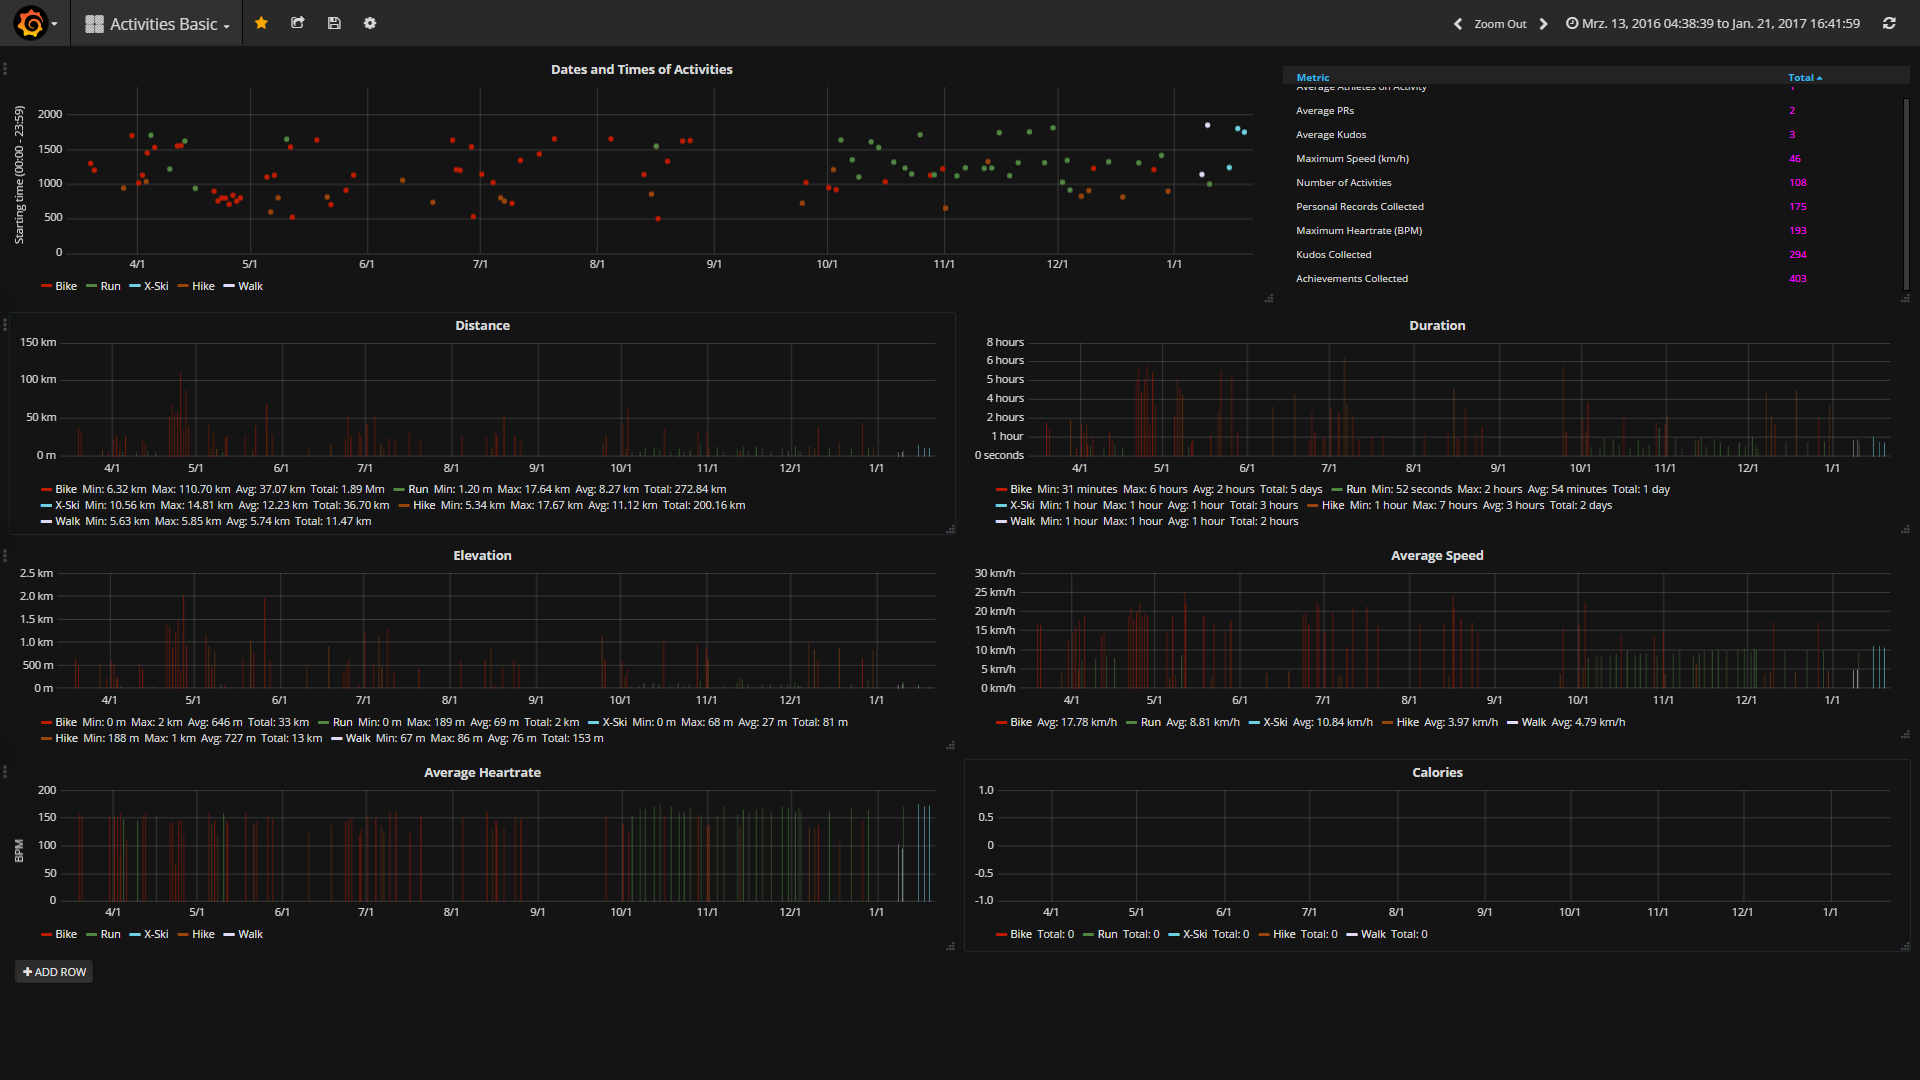 Activities Basic
Zoom Out
Mrz. 13, 2016 04:38:39 to Jan. 21, 2017 16:41:59
Dates and Times of Activities
Starting time (00:00 - 23:59)
2000
1500
1000
500
0
4/1 5/1 6/1 7/1 8/1 9/1 10/1 11/1 12/1 1/1
Bike Run X-Ski Hike Walk
Metric Total
Average Athletes on Activity 1
Average PRs 2
Average Kudos 3
Maximum Speed (km/h) 46
Number of Activities 108
Personal Records Collected 175
Maximum Heartrate (BPM) 193
Kudos Collected 294
Achievements Collected 403
Distance
150 km
100 km
50 km
0 m
4/1 5/1 6/1 7/1 8/1 9/1 10/1 11/1 12/1 1/1
Bike Min: 6.32 km Max: 110.70 km Avg: 37.07 km Total: 1.89 Mm Run Min: 1.20 m Max: 17.64 km Avg: 8.27 km Total: 272.84 km
X-Ski Min: 10.56 km Max: 14.81 km Avg: 12.23 km Total: 36.70 km Hike Min: 5.34 km Max: 17.67 km Avg: 11.12 km Total: 200.16 km
Walk Min: 5.63 km Max: 5.85 km Avg: 5.74 km Total: 11.47 km
Duration
8 hours
6 hours
5 hours
4 hours
2 hours
1 hour
0 seconds
4/1 5/1 6/1 7/1 8/1 9/1 10/1 11/1 12/1 1/1
Bike Min: 31 minutes Max: 6 hours Avg: 2 hours Total: 5 days Run Min: 52 seconds Max: 2 hours Avg: 54 minutes Total: 1 day
X-Ski Min: 1 hour Max: 1 hour Avg: 1 hour Total: 3 hours Hike Min: 1 hour Max: 7 hours Avg: 3 hours Total: 2 days
Walk Min: 1 hour Max: 1 hour Avg: 1 hour Total: 2 hours
Elevation
2.5 km
2.0 km
1.5 km
1.0 km
500 m
0 m
4/1 5/1 6/1 7/1 8/1 9/1 10/1 11/1 12/1 1/1
Bike Min: 0 m Max: 2 km Avg: 646 m Total: 33 km Run Min: 0 m Max: 189 m Avg: 69 m Total: 2 km X-Ski Min: 0 m Max: 68 m Avg: 27 m Total: 81 m
Hike Min: 188 m Max: 1 km Avg: 727 m Total: 13 km Walk Min: 67 m Max: 86 m Avg: 76 m Total: 153 m
Average Speed
30 km/h
25 km/h
20 km/h
15 km/h
10 km/h
5 km/h
0 km/h
4/1 5/1 6/1 7/1 8/1 9/1 10/1 11/1 12/1 1/1
Bike Avg: 17.78 km/h Run Avg: 8.81 km/h X-Ski Avg: 10.84 km/h Hike Avg: 3.97 km/h Walk Avg: 4.79 km/h
Average Heartrate
BPM
200
150
100
50
0
4/1 5/1 6/1 7/1 8/1 9/1 10/1 11/1 12/1 1/1
Bike Run X-Ski Hike Walk
Calories
1.0
0.5
0
-0.5
-1.0
4/1 5/1 6/1 7/1 8/1 9/1 10/1 11/1 12/1 1/1
Bike Total: 0 Run Total: 0 X-Ski Total: 0 Hike Total: 0 Walk Total: 0
ADD ROW